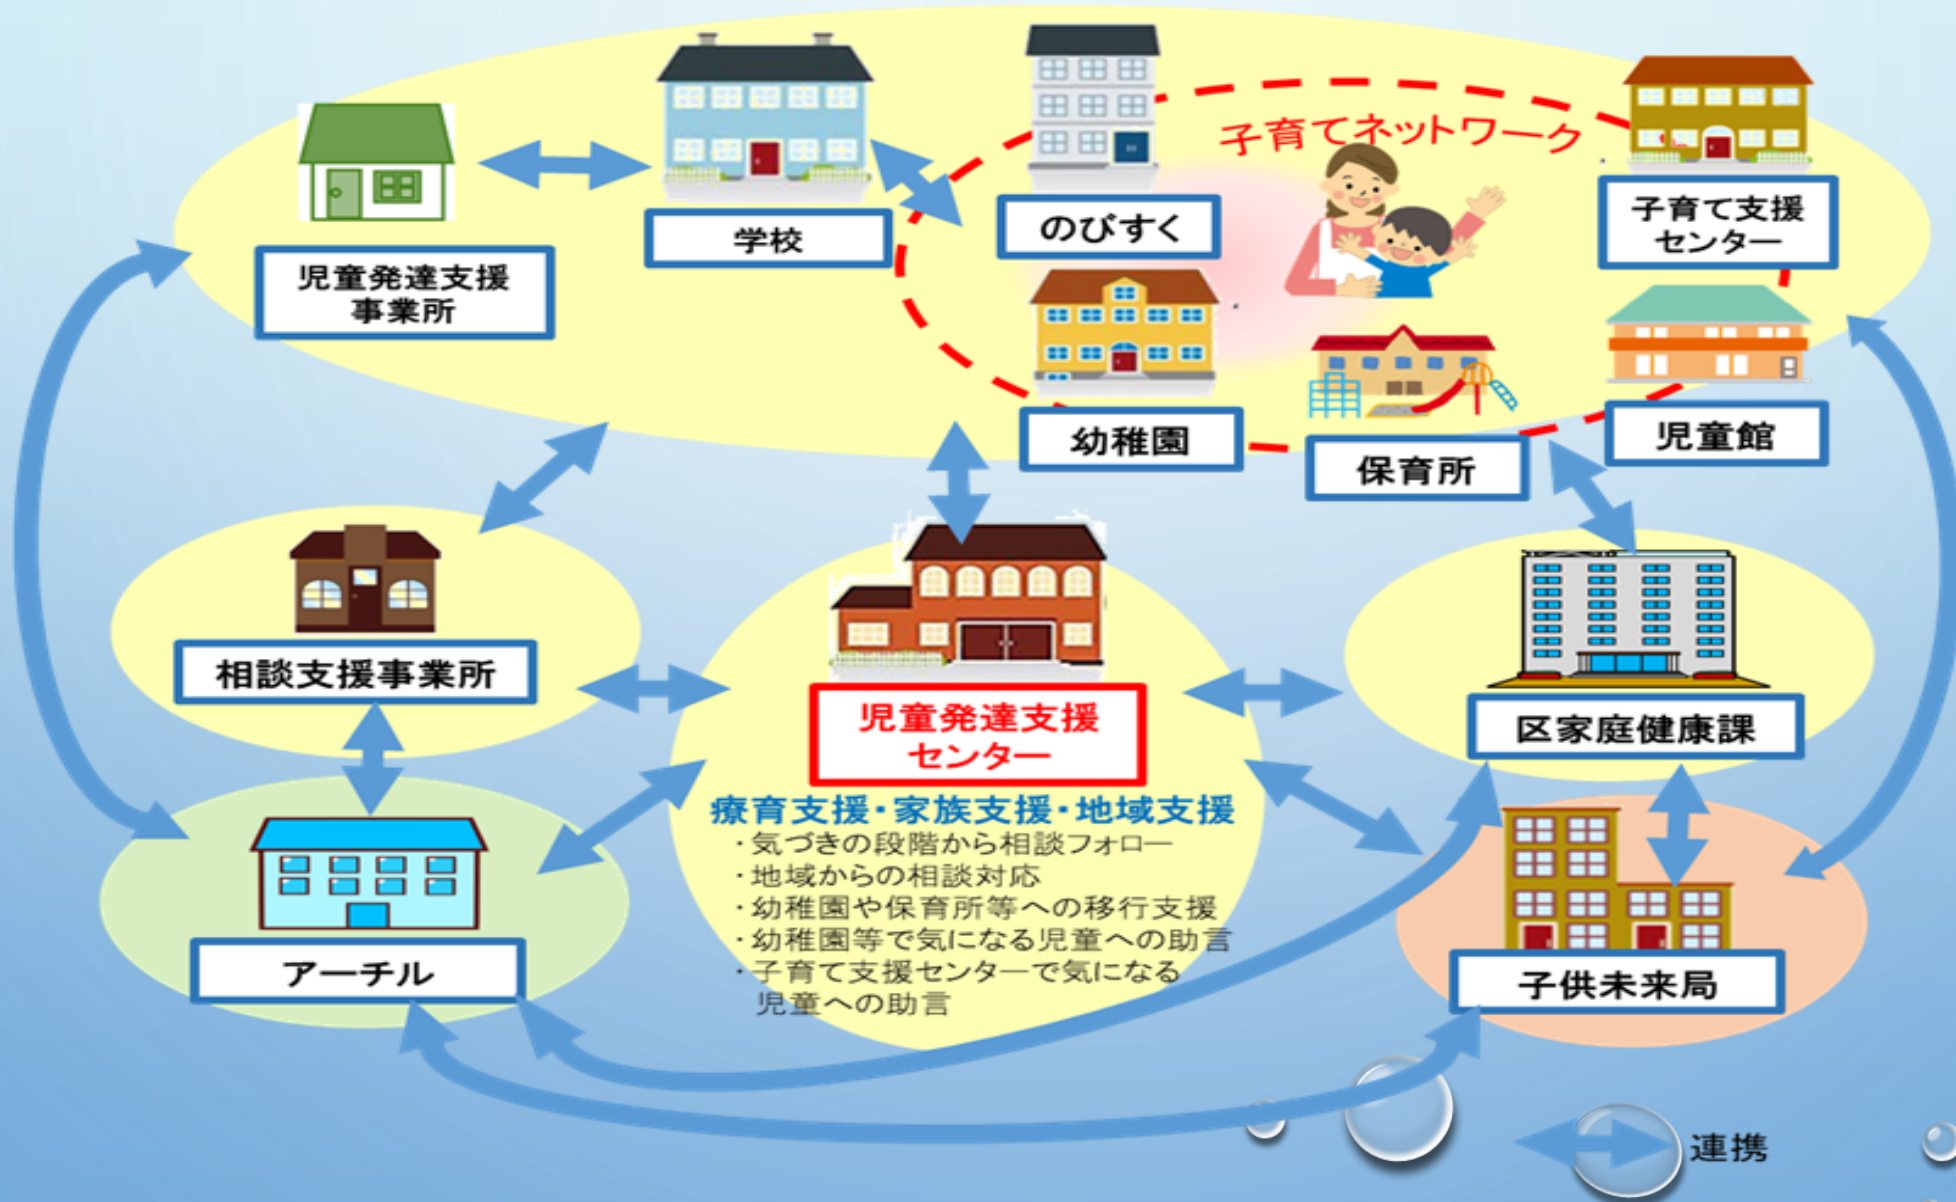 子育てネットワーク
児童発達支援
事業所
学校
のびすく
子育て支援
センター
幼稚園
保育所
児童館
相談支援事業所
児童発達支援
センター
療育支援・家族支援・地域支援
・気づきの段階から相談フォロー
・地域からの相談対応
・幼稚園や保育所等への移行支援
・幼稚園等で気になる児童への助言
・子育て支援センターで気になる
児童への助言
区家庭健康課
アーチル
子供未来局
連携